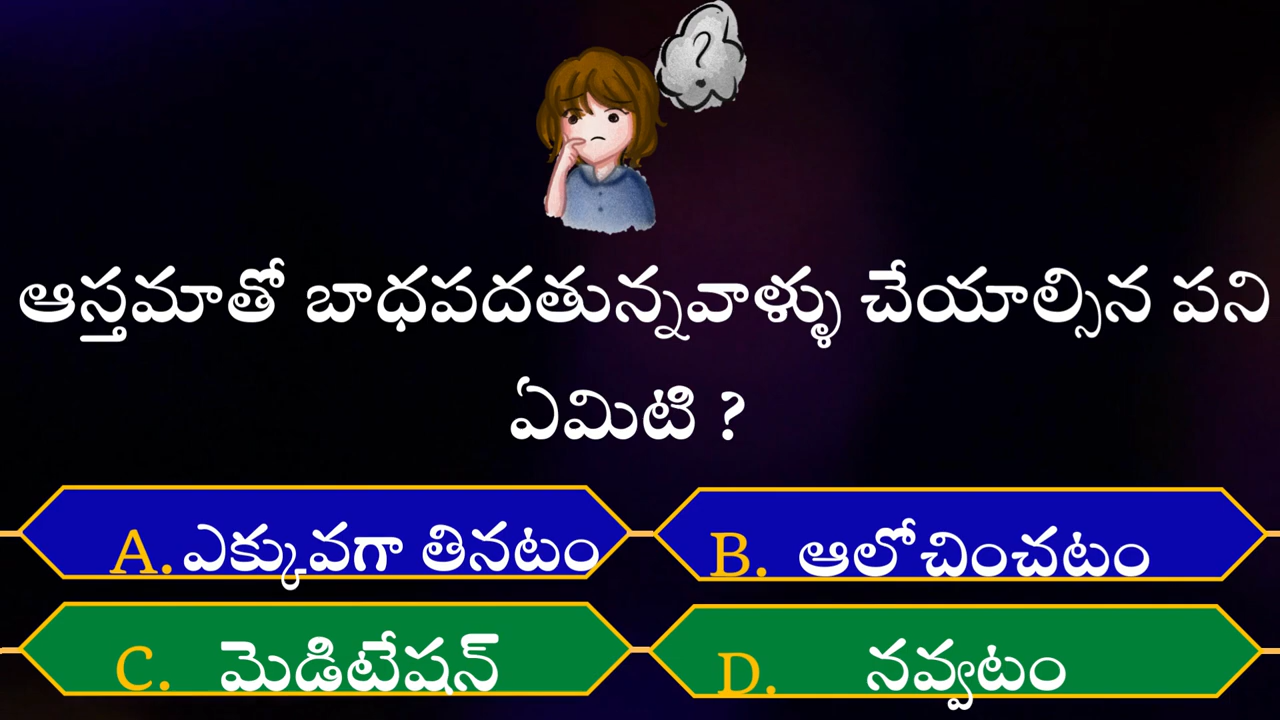 ?
ఆస్తమాతో బాధపదతున్నవాళ్ళు చేయాల్సిన పని
ఏమిటి ?
A. ఎక్కువగా తినటం
B. ఆలోచించటం
C. మెడిటేషన్
D. నవ్వటం